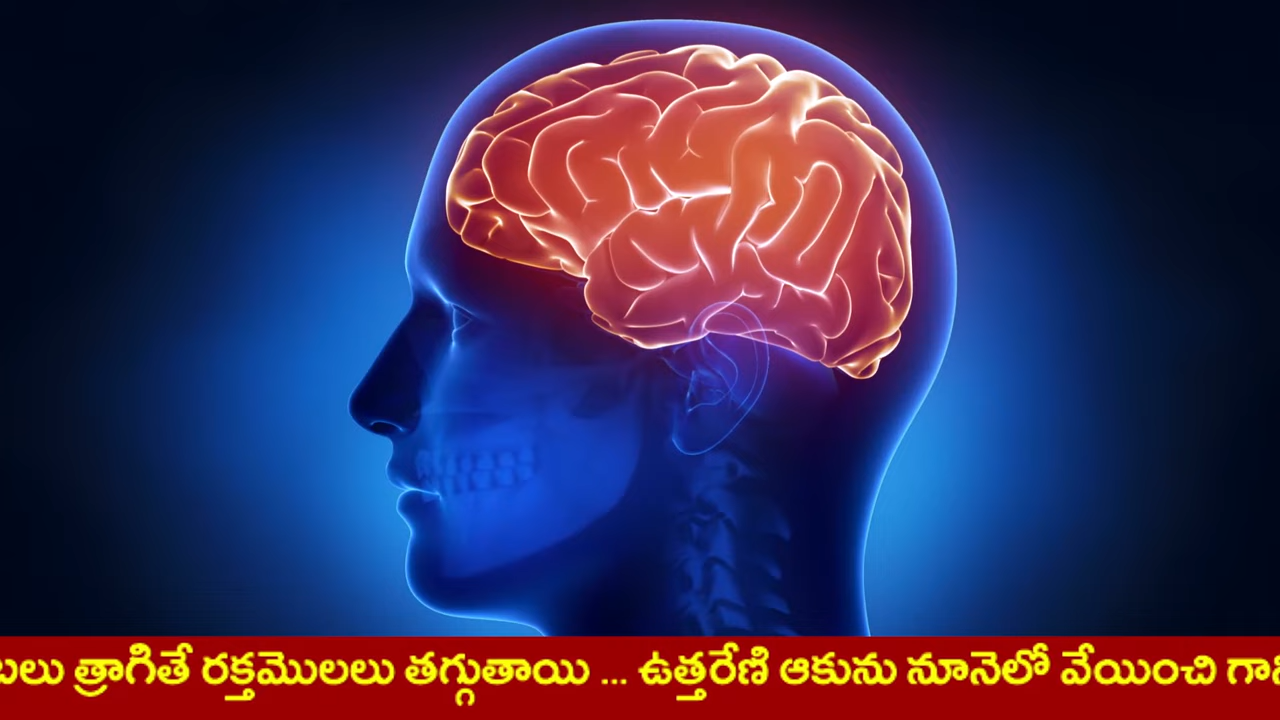 త్రాగితే రక్తమొలలు తగ్గుతాయి ... ఉత్తరేణి ఆకును నూనెలో వేయించి